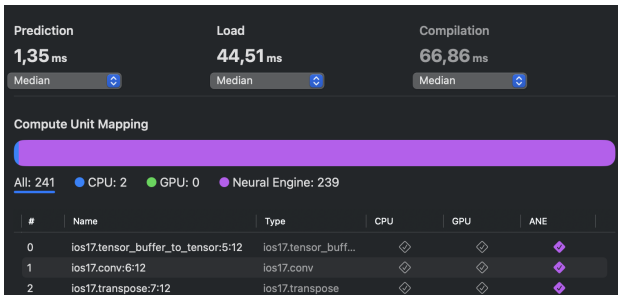 Prediction Load Compilation
1,35 ms 44,51 ms 66,86 ms
Median Median Median
Compute Unit Mapping
All: 241 CPU: 2 GPU: 0 Neural Engine: 239
# Name Type CPU GPU ANE
0 ios17.tensor_buffer_to_tensor:5:12 ios17.tensor_buff...
1 ios17.conv:6:12 ios17.conv
2 ios17.transpose:7:12 ios17.transpose